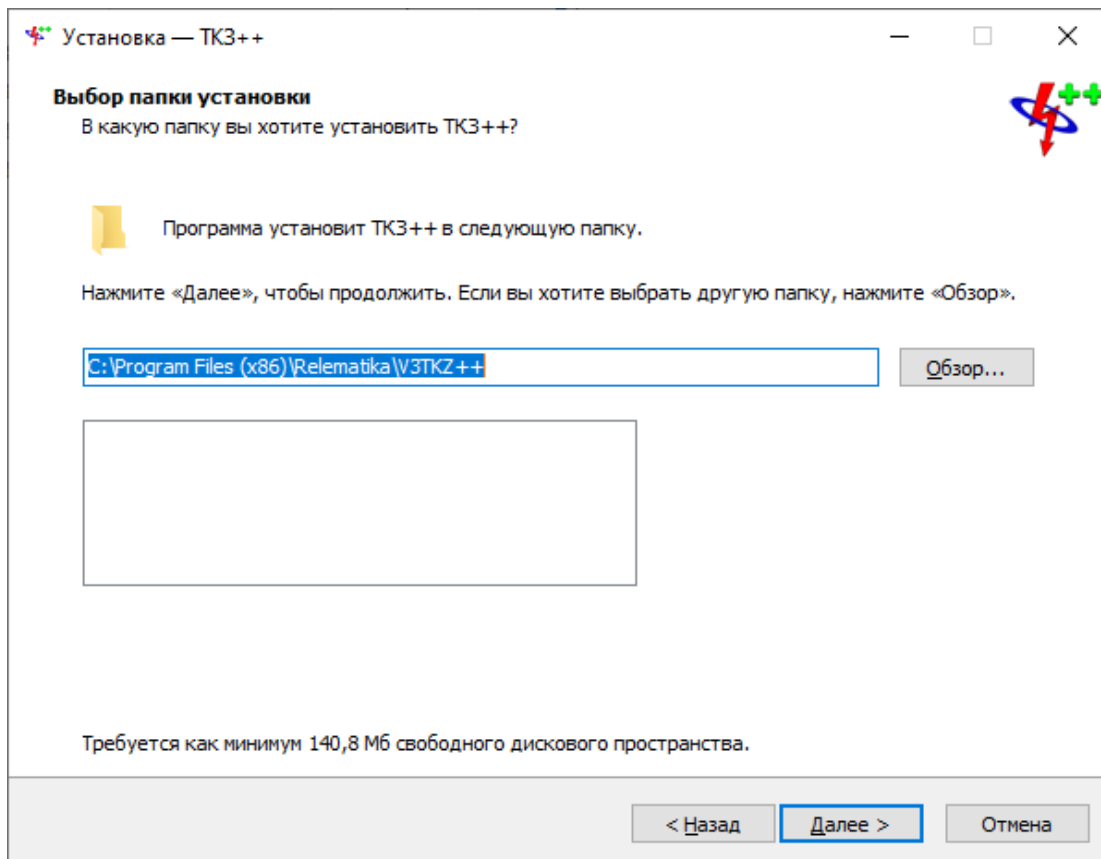 Установка — ТКЗ++
Выбор папки установки
В какую папку вы хотите установить ТКЗ++?
Программа установит ТКЗ++ в следующую папку.
Нажмите «Далее», чтобы продолжить. Если вы хотите выбрать другую папку, нажмите «Обзор».
C:\Program Files (x86)\Relematika\V3TKZ++
Обзор...
Требуется как минимум 140,8 Мб свободного дискового пространства.
< Назад
Далее >
Отмена